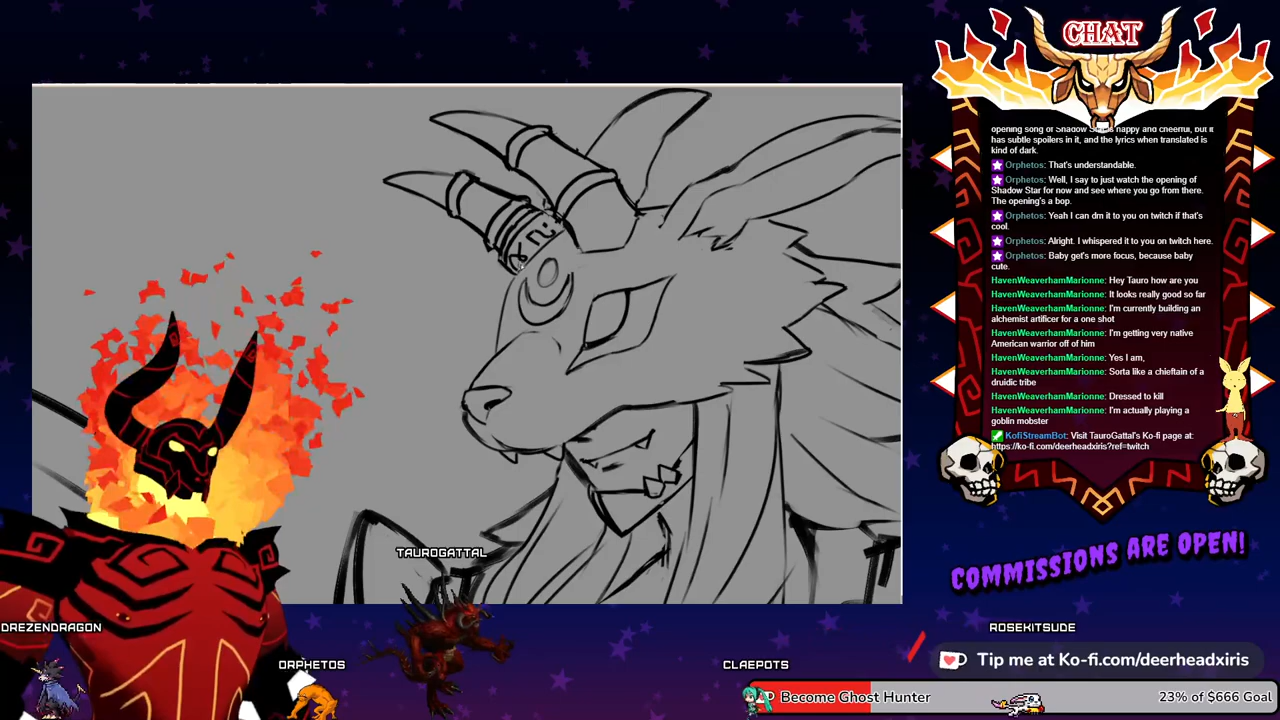 CHAT
opening song of Shadow Star is happy and cheerful, but it
has subtle spoilers in it, and the lyrics when translated is
kind of dark.
Orphetos: That's understandable.
Orphetos: Well, I say to just watch the opening of
Shadow Star for now and see where you go from there.
The opening's a bop.
Orphetos: Yeah I can dm it to you on twitch if that's
cool.
Orphetos: Alright. I whispered it to you on twitch here.
Orphetos: Baby get's more focus, because baby
cute.
HavenWeaverhamMarionne: Hey Tauro how are you
HavenWeaverhamMarionne: It looks really good so far
HavenWeaverhamMarionne: I'm currently building an
alchemist artificer for a one shot
HavenWeaverhamMarionne: I'm getting very native
American warrior off of him
HavenWeaverhamMarionne: Yes I am,
HavenWeaverhamMarionne: Sorta like a chieftain of a
druidic tribe
HavenWeaverhamMarionne: Dressed to kill
HavenWeaverhamMarionne: I'm actually playing a
goblin mobster
KofiStreamBot: Visit TauroGattal's Ko-fi page at:
https://ko-fi.com/deerheadxiris?ref=twitch
COMMISSIONS ARE OPEN!
TAUROGATTAL
DREZENDRAGON
ORPHETOS
CLAEPOTS
ROSEKITSUDE
Tip me at Ko-fi.com/deerheadxiris
Become Ghost Hunter 23% of $666 Goal